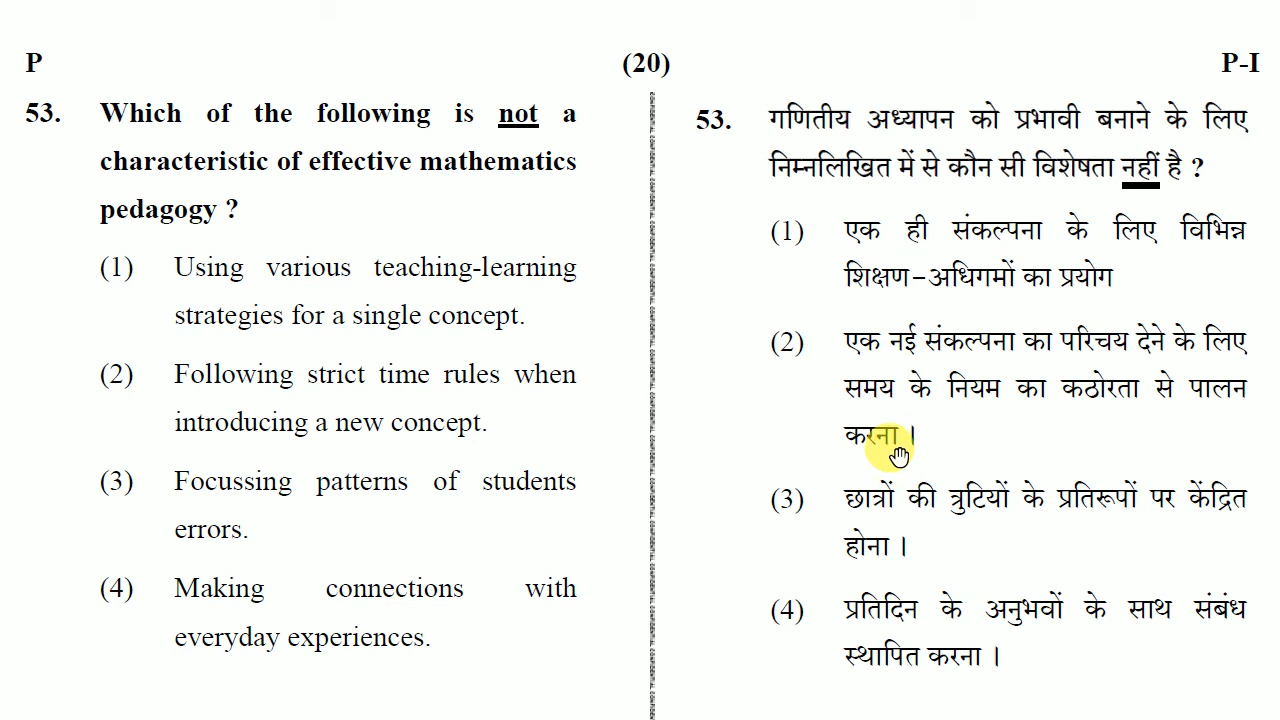 P (20) P-I
53. Which of the following is not a
characteristic of effective mathematics
pedagogy ?
(1) Using various teaching-learning
strategies for a single concept.
(2) Following strict time rules when
introducing a new concept.
(3) Focussing patterns of students
errors.
(4) Making connections with
everyday experiences.
53. गणितीय अध्यापन को प्रभावी बनाने के लिए
निम्नलिखित में से कौन सी विशेषता नहीं है ?
(1) एक ही संकल्पना के लिए विभिन्न
शिक्षण-अधिगमों का प्रयोग
(2) एक नई संकल्पना का परिचय देने के लिए
समय के नियम का कठोरता से पालन
करना ।
(3) छात्रों की त्रुटियों के प्रतिरूपों पर केंद्रित
होना ।
(4) प्रतिदिन के अनुभवों के साथ संबंध
स्थापित करना ।